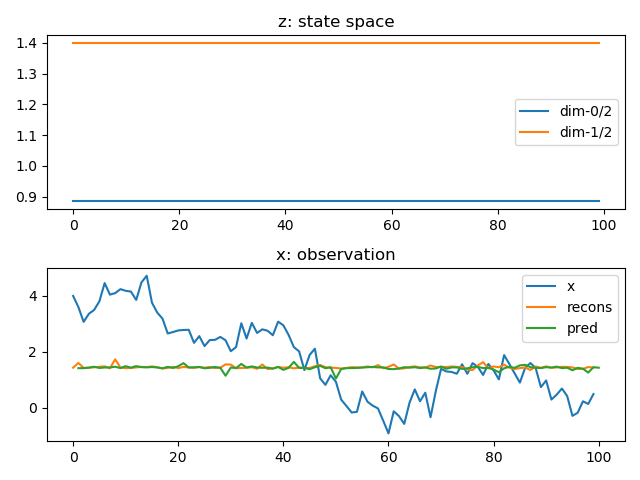 z: state space
1.4
1.3
1.2
1.1
1.0
0.9
dim-0/2
dim-1/2
0 20 40 60 80 100
x: observation
4
2
0
x
recons
pred
0 20 40 60 80 100